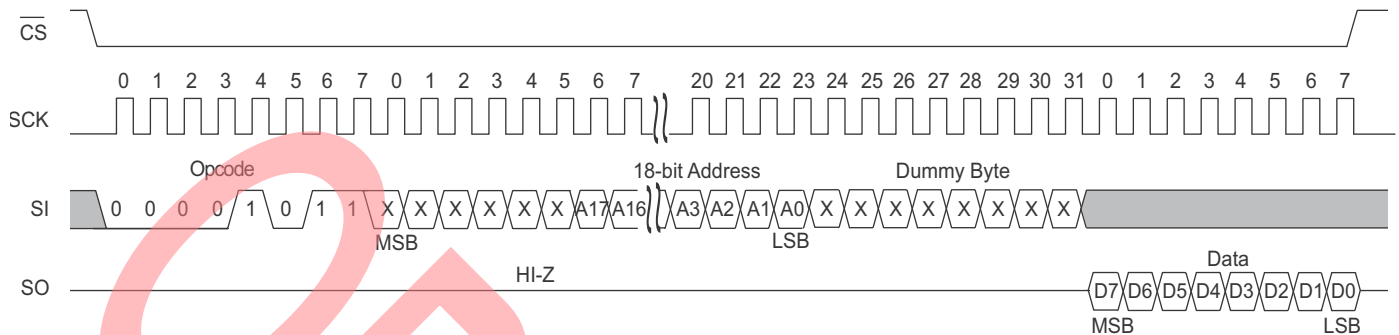 CS
0 1 2 3 4 5 6 7 0 1 2 3 4 5 6 7 20 21 22 23 24 25 26 27 28 29 30 31 0 1 2 3 4 5 6 7
SCK
Opcode 18-bit Address Dummy Byte
SI 0 0 0 0 1 0 1 1 X X X X X X A17 A16 A3 A2 A1 A0 X X X X X X X X
MSB LSB
HI-Z Data
SO D7 D6 D5 D4 D3 D2 D1 D0
MSB LSB